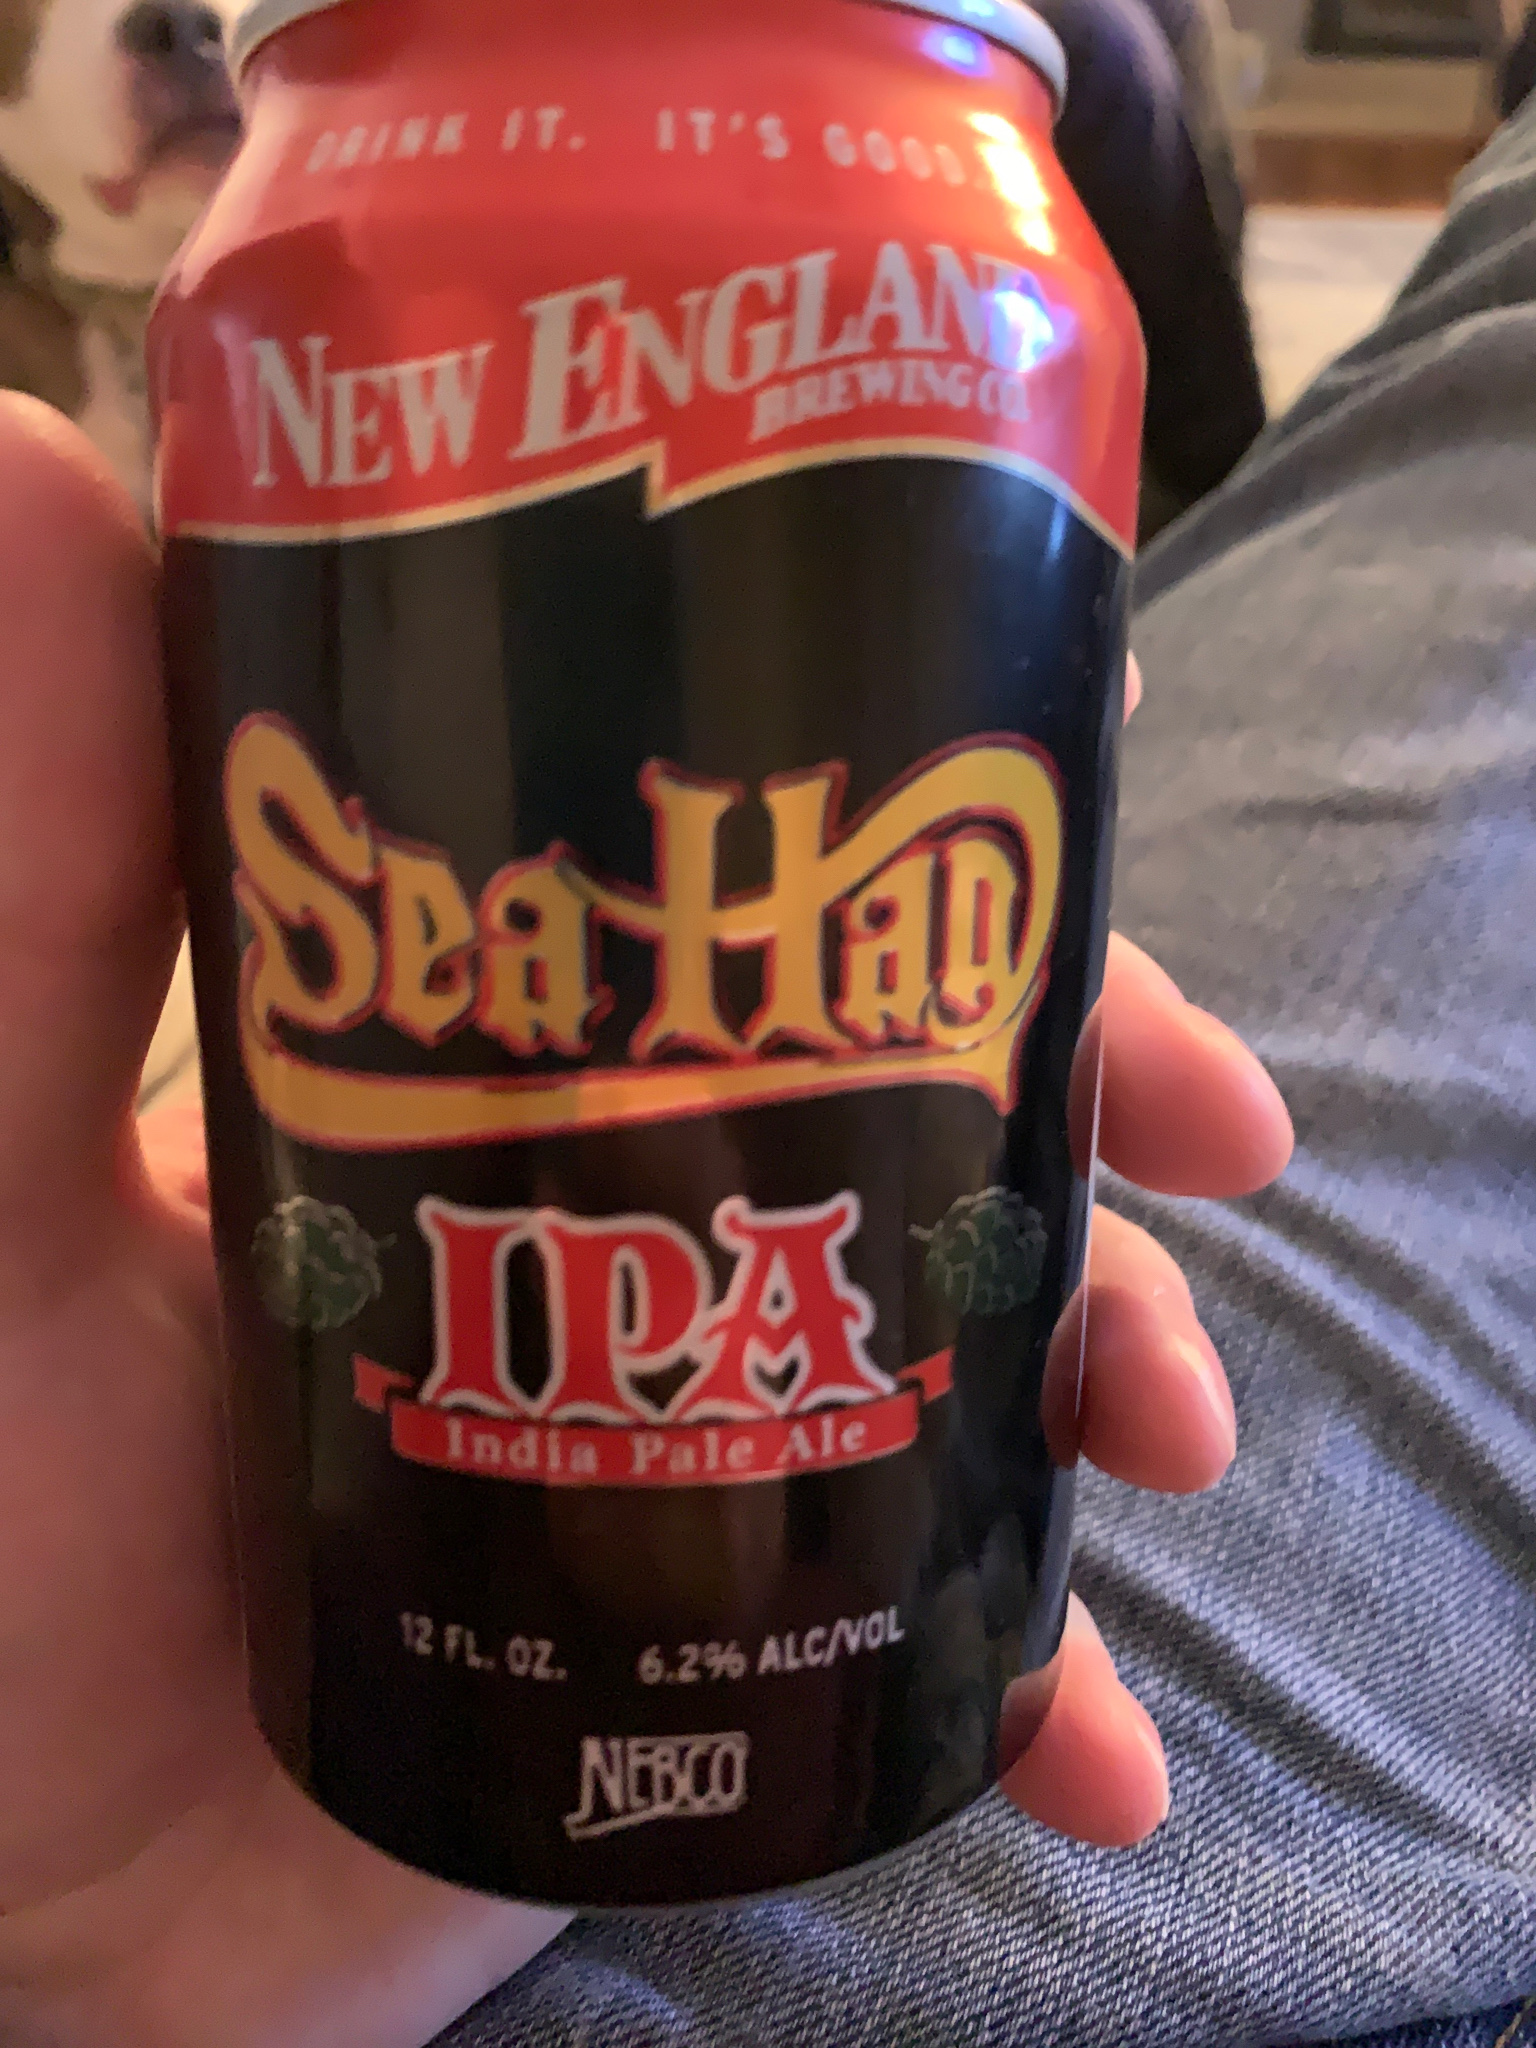 DRINK IT. IT'S GOOD.
NEW ENGLAND
BREWING CO.
Sea Hag
IPA
India Pale Ale
12 FL. OZ. 6.2% ALC/VOL
NEBCO